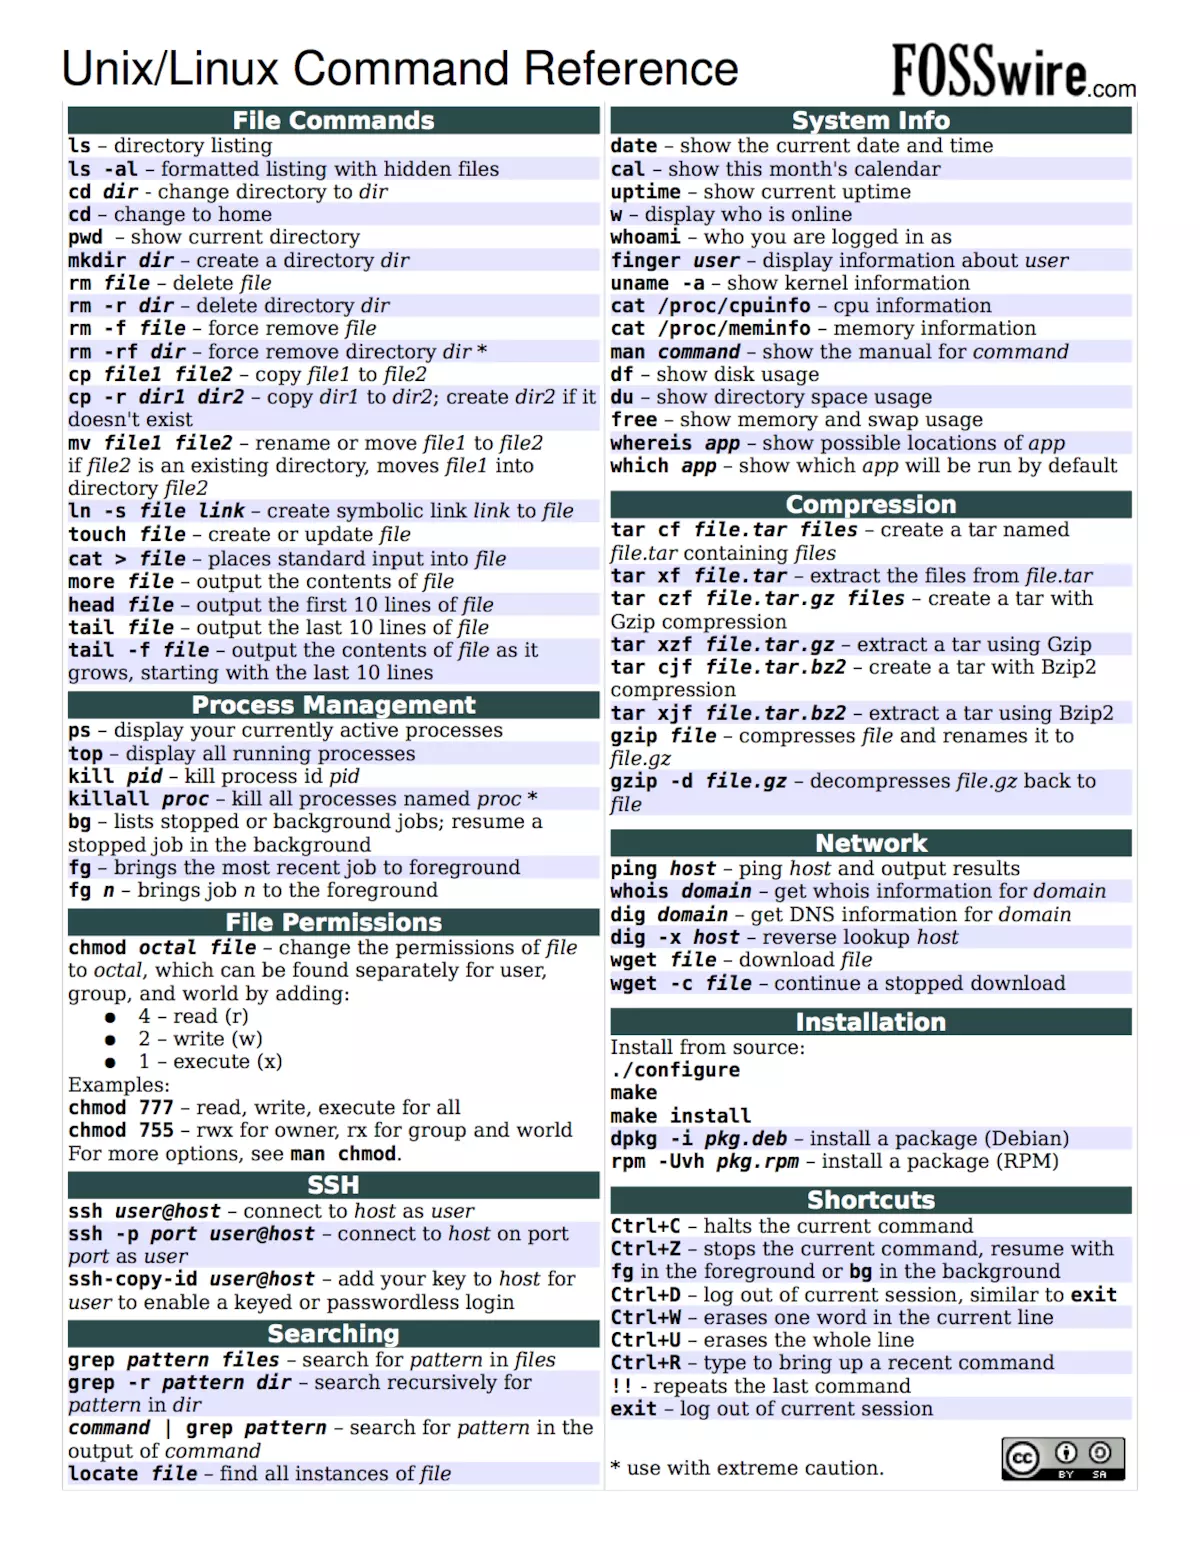 Unix/Linux Command Reference
FOSSwire.com
File Commands
ls – directory listing
ls -al – formatted listing with hidden files
cd dir - change directory to dir
cd – change to home
pwd – show current directory
mkdir dir – create a directory dir
rm file – delete file
rm -r dir – delete directory dir
rm -f file – force remove file
rm -rf dir – force remove directory dir *
cp file1 file2 – copy file1 to file2
cp -r dir1 dir2 – copy dir1 to dir2; create dir2 if it
doesn't exist
mv file1 file2 – rename or move file1 to file2
if file2 is an existing directory, moves file1 into
directory file2
ln -s file link – create symbolic link link to file
touch file – create or update file
cat > file – places standard input into file
more file – output the contents of file
head file – output the first 10 lines of file
tail file – output the last 10 lines of file
tail -f file – output the contents of file as it
grows, starting with the last 10 lines
Process Management
ps – display your currently active processes
top – display all running processes
kill pid – kill process id pid
killall proc – kill all processes named proc *
bg – lists stopped or background jobs; resume a
stopped job in the background
fg – brings the most recent job to foreground
fg n – brings job n to the foreground
File Permissions
chmod octal file – change the permissions of file
to octal, which can be found separately for user,
group, and world by adding:
● 4 – read (r)
● 2 – write (w)
● 1 – execute (x)
Examples:
chmod 777 – read, write, execute for all
chmod 755 – rwx for owner, rx for group and world
For more options, see man chmod.
SSH
ssh user@host – connect to host as user
ssh -p port user@host – connect to host on port
port as user
ssh-copy-id user@host – add your key to host for
user to enable a keyed or passwordless login
Searching
grep pattern files – search for pattern in files
grep -r pattern dir – search recursively for
pattern in dir
command | grep pattern – search for pattern in the
output of command
locate file – find all instances of file
System Info
date – show the current date and time
cal – show this month's calendar
uptime – show current uptime
w – display who is online
whoami – who you are logged in as
finger user – display information about user
uname -a – show kernel information
cat /proc/cpuinfo – cpu information
cat /proc/meminfo – memory information
man command – show the manual for command
df – show disk usage
du – show directory space usage
free – show memory and swap usage
whereis app – show possible locations of app
which app – show which app will be run by default
Compression
tar cf file.tar files – create a tar named
file.tar containing files
tar xf file.tar – extract the files from file.tar
tar czf file.tar.gz files – create a tar with
Gzip compression
tar xzf file.tar.gz – extract a tar using Gzip
tar cjf file.tar.bz2 – create a tar with Bzip2
compression
tar xjf file.tar.bz2 – extract a tar using Bzip2
gzip file – compresses file and renames it to
file.gz
gzip -d file.gz – decompresses file.gz back to
file
Network
ping host – ping host and output results
whois domain – get whois information for domain
dig domain – get DNS information for domain
dig -x host – reverse lookup host
wget file – download file
wget -c file – continue a stopped download
Installation
Install from source:
./configure
make
make install
dpkg -i pkg.deb – install a package (Debian)
rpm -Uvh pkg.rpm – install a package (RPM)
Shortcuts
Ctrl+C – halts the current command
Ctrl+Z – stops the current command, resume with
fg in the foreground or bg in the background
Ctrl+D – log out of current session, similar to exit
Ctrl+W – erases one word in the current line
Ctrl+U – erases the whole line
Ctrl+R – type to bring up a recent command
!! - repeats the last command
exit – log out of current session
* use with extreme caution.
cc BY SA